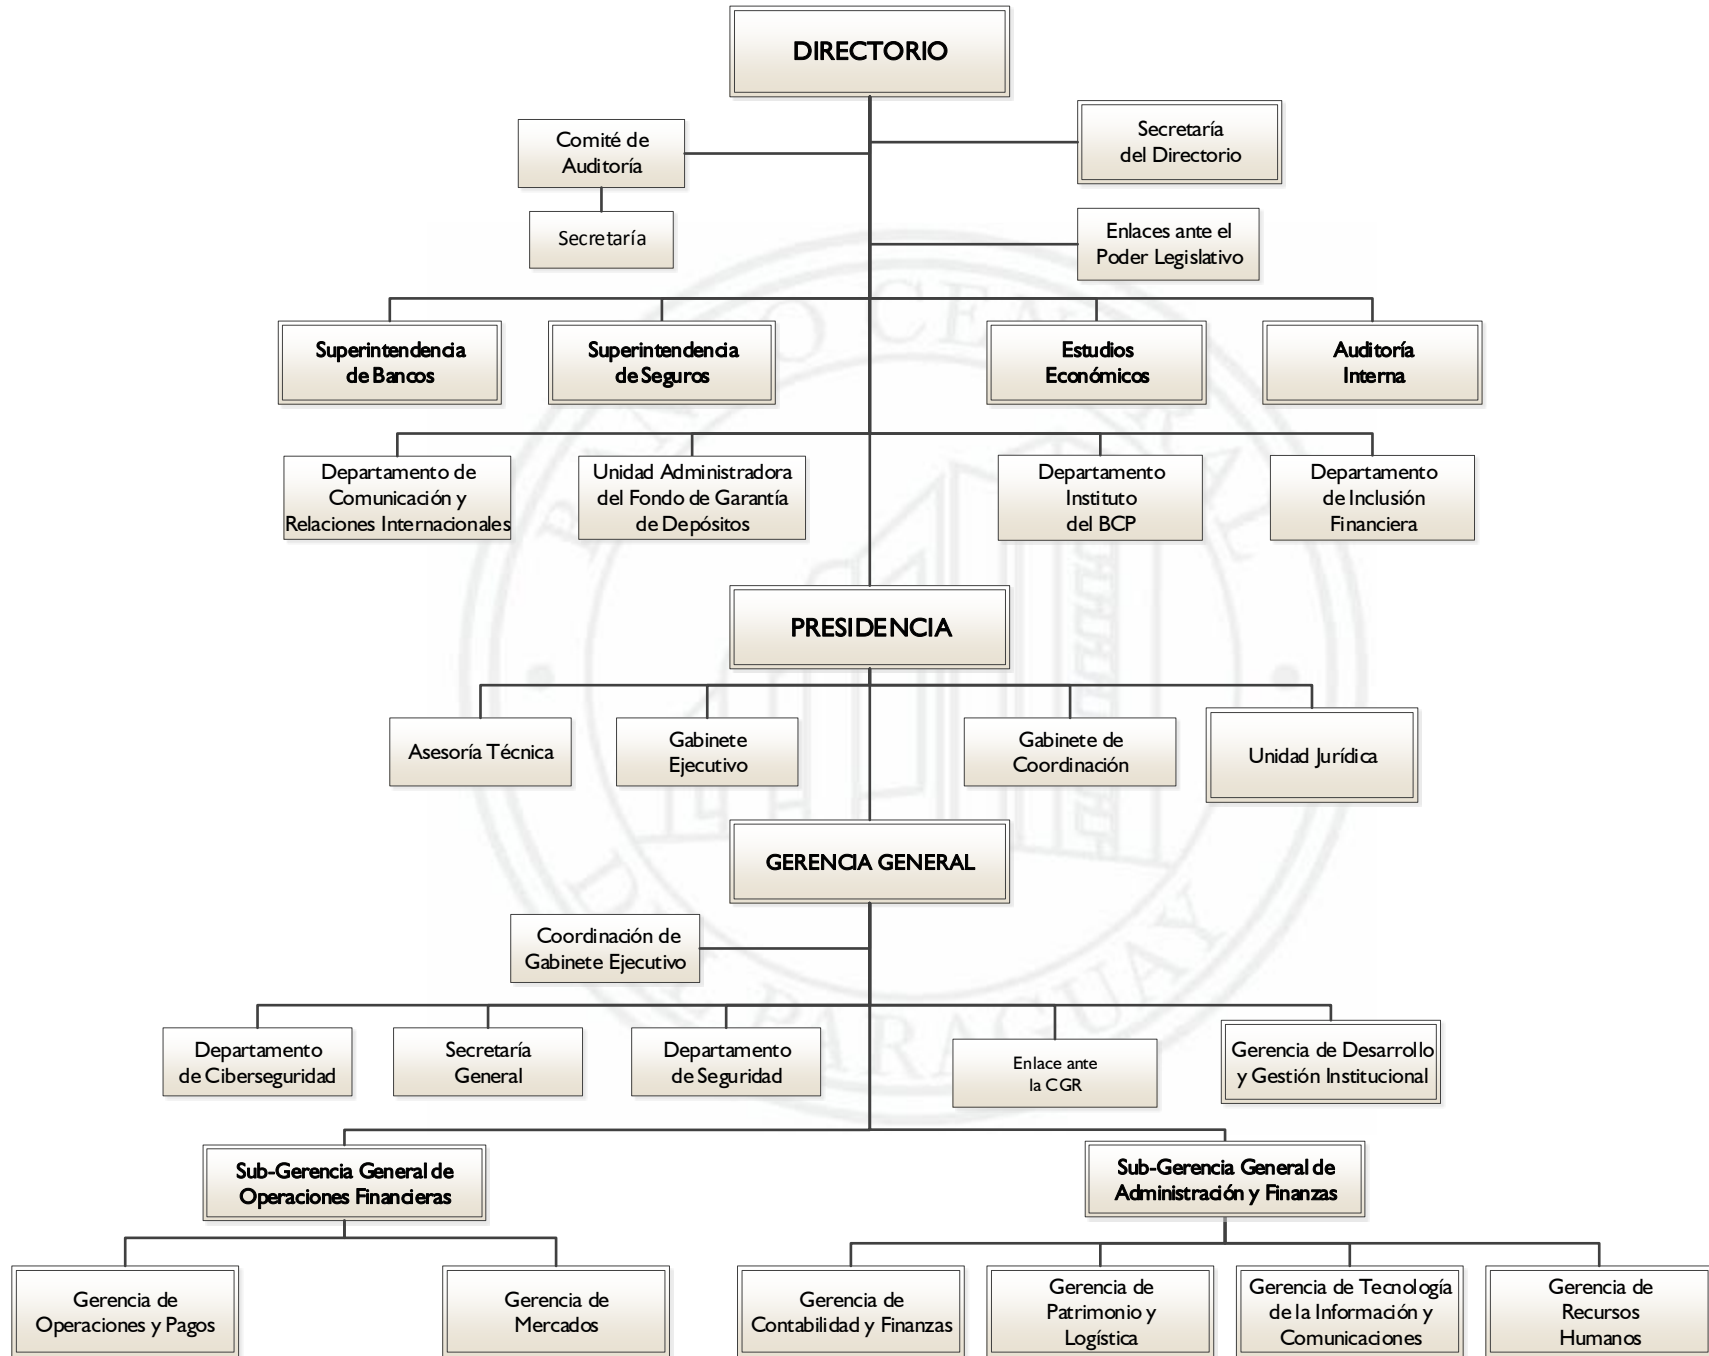 DIRECTORIO
Comité de
Auditoría
Secretaría
del Directorio
Secretaría
Enlaces ante el
Poder Legislativo
Superintendencia
de Bancos
Superintendencia
de Seguros
Estudios
Económicos
Auditoría
Interna
Departamento de
Comunicación y
Relaciones Internacionales
Unidad Administradora
del Fondo de Garantía
de Depósitos
Departamento
Instituto
del BCP
Departamento
de Inclusión
Financiera
PRESIDENCIA
Asesoría Técnica
Gabinete
Ejecutivo
Gabinete de
Coordinación
Unidad Jurídica
GERENCIA GENERAL
Coordinación de
Gabinete Ejecutivo
Departamento
de Ciberseguridad
Secretaría
General
Departamento
de Seguridad
Enlace ante
la CGR
Gerencia de Desarrollo
y Gestión Institucional
Sub-Gerencia General de
Operaciones Financieras
Sub-Gerencia General de
Administración y Finanzas
Gerencia de
Operaciones y Pagos
Gerencia de
Mercados
Gerencia de
Contabilidad y Finanzas
Gerencia de
Patrimonio y
Logística
Gerencia de Tecnología
de la Información y
Comunicaciones
Gerencia de
Recursos
Humanos
BANCO CENTRAL
DEL PARAGUAY